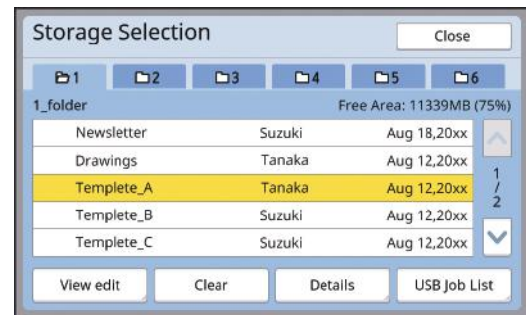 Storage Selection Close
1 2 3 4 5 6
1_folder Free Area: 11339MB (75%)
Newsletter Suzuki Aug 18,20xx
Drawings Tanaka Aug 12,20xx
Templete_A Tanaka Aug 12,20xx
Templete_B Suzuki Aug 12,20xx
Templete_C Suzuki Aug 12,20xx
1
/
2
View edit Clear Details USB Job List